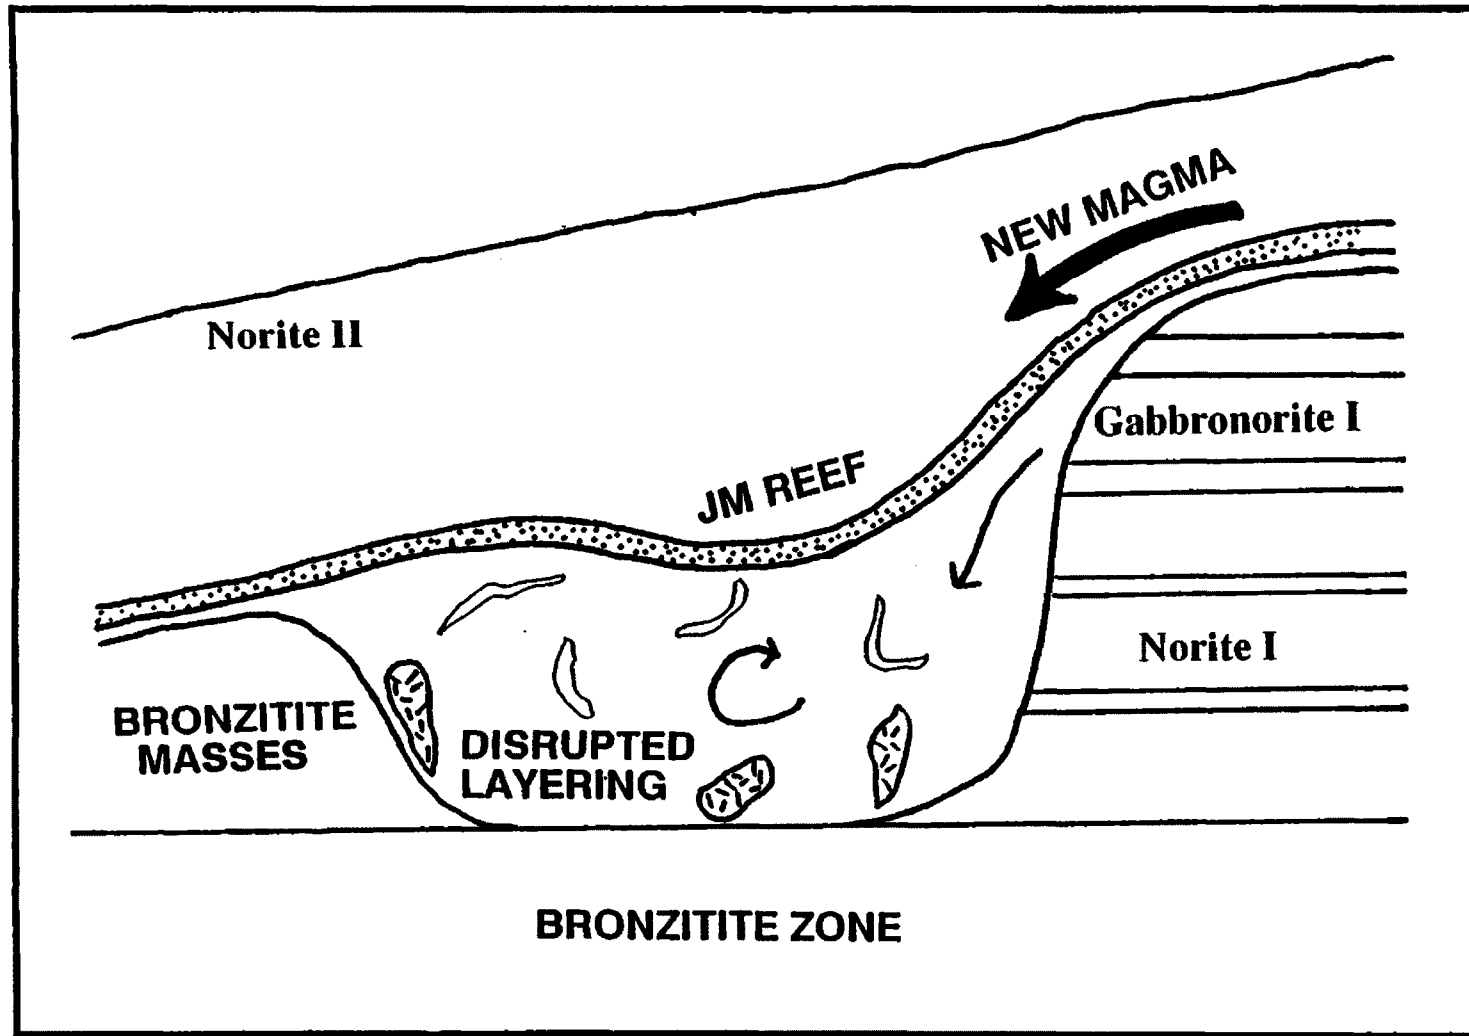 NEW MAGMA
Norite II
Gabbronorite I
JM REEF
Norite I
BRONZITITE
MASSES
DISRUPTED
LAYERING
BRONZITITE ZONE